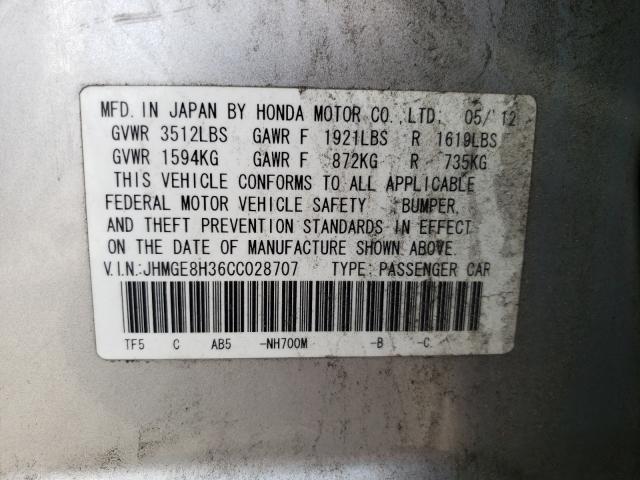 MFD. IN JAPAN BY HONDA MOTOR CO.,LTD. 05/'12
GVWR 3512LBS GAWR F 1921LBS R 1619LBS
GVWR 1594KG GAWR F 872KG R 735KG
THIS VEHICLE CONFORMS TO ALL APPLICABLE
FEDERAL MOTOR VEHICLE SAFETY , BUMPER,
AND THEFT PREVENTION STANDARDS IN EFFECT
ON THE DATE OF MANUFACTURE SHOWN ABOVE.
V.I.N.:JHMGE8H36CC028707 TYPE: PASSENGER CAR
TF5 C AB5 -NH700M -B -C